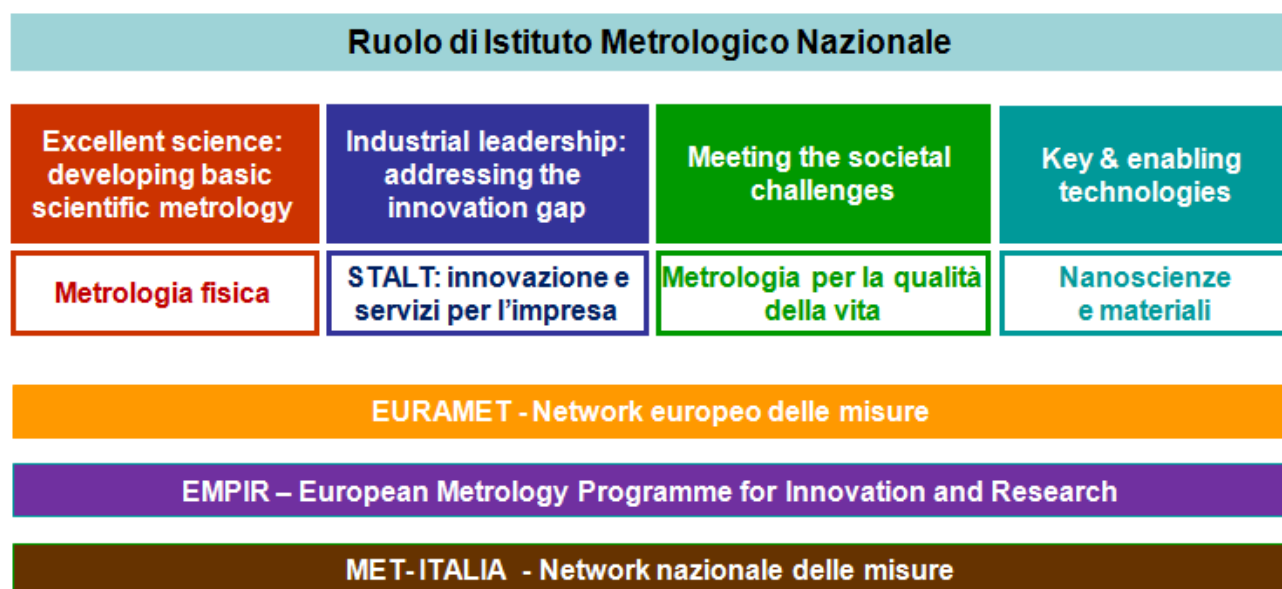 Ruolo di Istituto Metrologico Nazionale
Excellent science:
developing basic
scientific metrology
Industrial leadership:
addressing the
innovation gap
Meeting the societal
challenges
Key & enabling
technologies
Metrologia fisica
STALT: innovazione e
servizi per l'impresa
Metrologia per la qualità
della vita
Nanoscienze
e materiali
EURAMET - Network europeo delle misure
EMPIR – European Metrology Programme for Innovation and Research
MET- ITALIA - Network nazionale delle misure